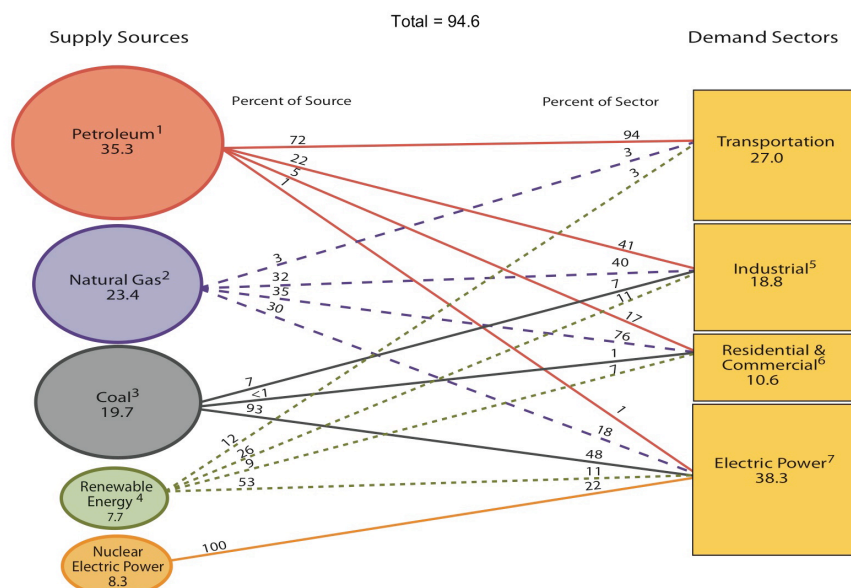 Total = 94.6
Supply Sources
Demand Sectors
Percent of Source
Percent of Sector
Petroleum¹
35.3
Natural Gas²
23.4
Coal³
19.7
Renewable
Energy ⁴
7.7
Nuclear
Electric Power
8.3
72
22
5
1
3
32
35
30
7
<1
93
12
26
9
53
100
94
3
3
41
40
7
11
17
76
1
7
1
18
48
11
22
Transportation
27.0
Industrial⁵
18.8
Residential &
Commercial⁶
10.6
Electric Power⁷
38.3